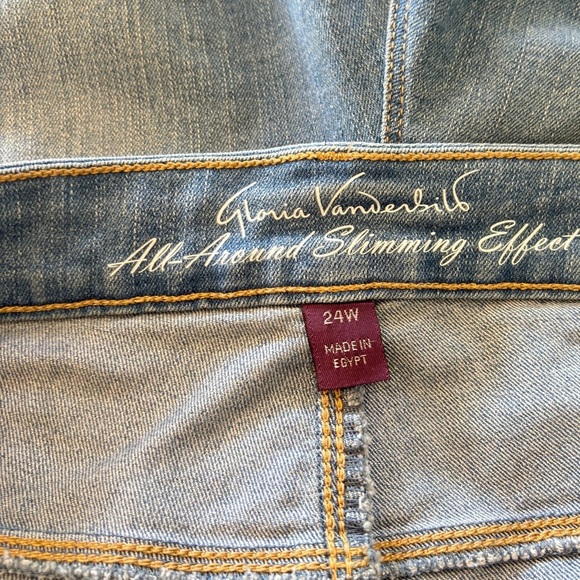 Gloria Vanderbilt
All-Around Slimming Effect
24W
MADE IN
EGYPT